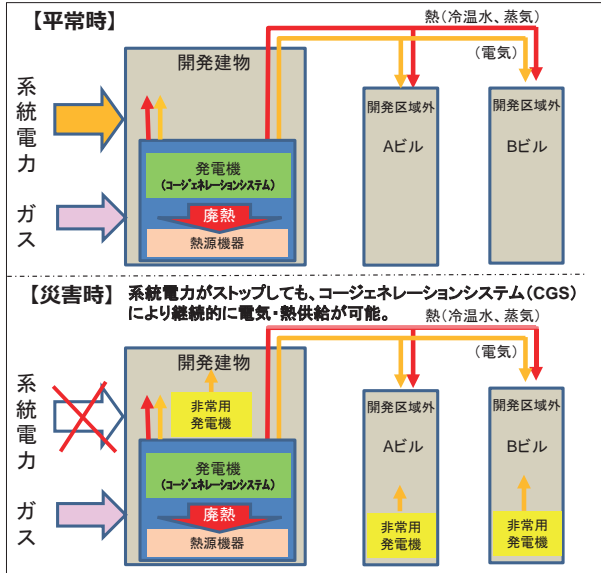 【平常時】
熱(冷温水、蒸気)
(電気)
開発建物
系統電力
ガス
発電機
(コージェネレーションシステム)
廃熱
熱源機器
開発区域外
Aビル
開発区域外
Bビル
【災害時】 系統電力がストップしても、コージェネレーションシステム(CGS)
により継続的に電気・熱供給が可能。
熱(冷温水、蒸気)
(電気)
開発建物
系統電力
ガス
非常用
発電機
発電機
(コージェネレーションシステム)
廃熱
熱源機器
開発区域外
Aビル
非常用
発電機
開発区域外
Bビル
非常用
発電機